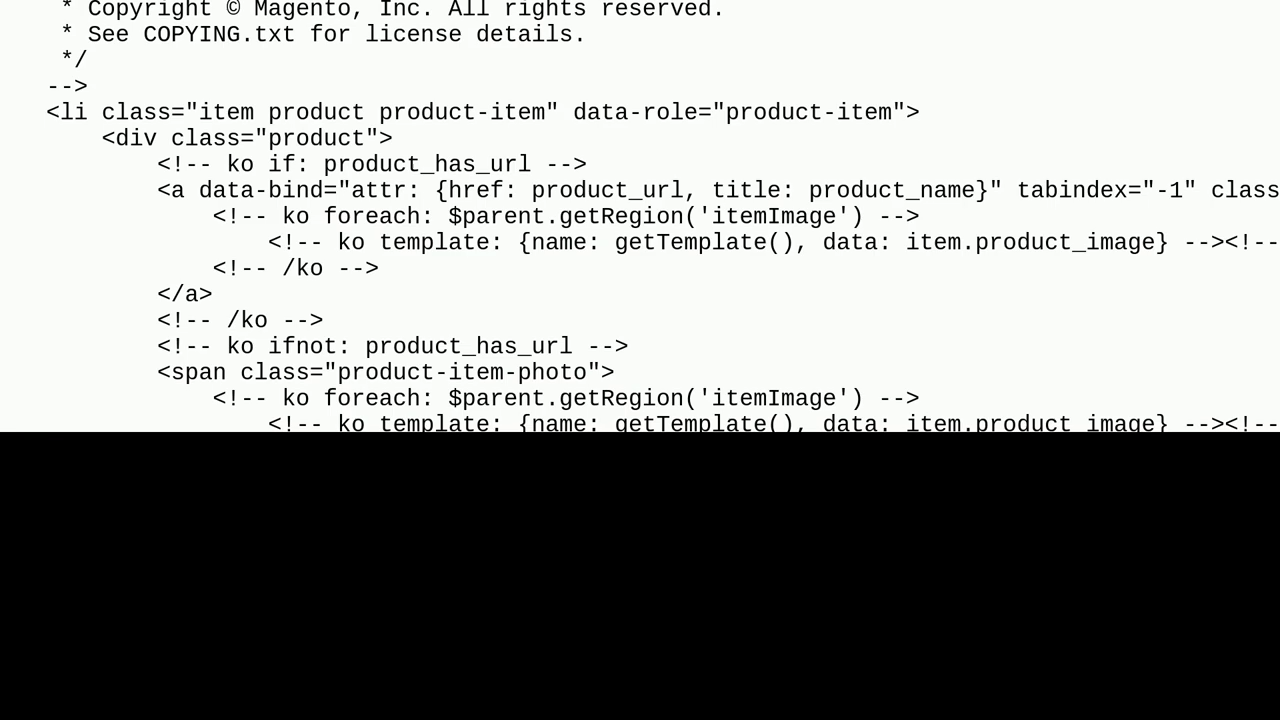 * Copyright © Magento, Inc. All rights reserved.
 * See COPYING.txt for license details.
 */
-->
<li class="item product product-item" data-role="product-item">
    <div class="product">
        <!-- ko if: product_has_url -->
        <a data-bind="attr: {href: product_url, title: product_name}" tabindex="-1" class
            <!-- ko foreach: $parent.getRegion('itemImage') -->
                <!-- ko template: {name: getTemplate(), data: item.product_image} --><!--
            <!-- /ko -->
        </a>
        <!-- /ko -->
        <!-- ko ifnot: product_has_url -->
        <span class="product-item-photo">
            <!-- ko foreach: $parent.getRegion('itemImage') -->
                <!-- ko template: {name: getTemplate(), data: item.product_image} --><!--